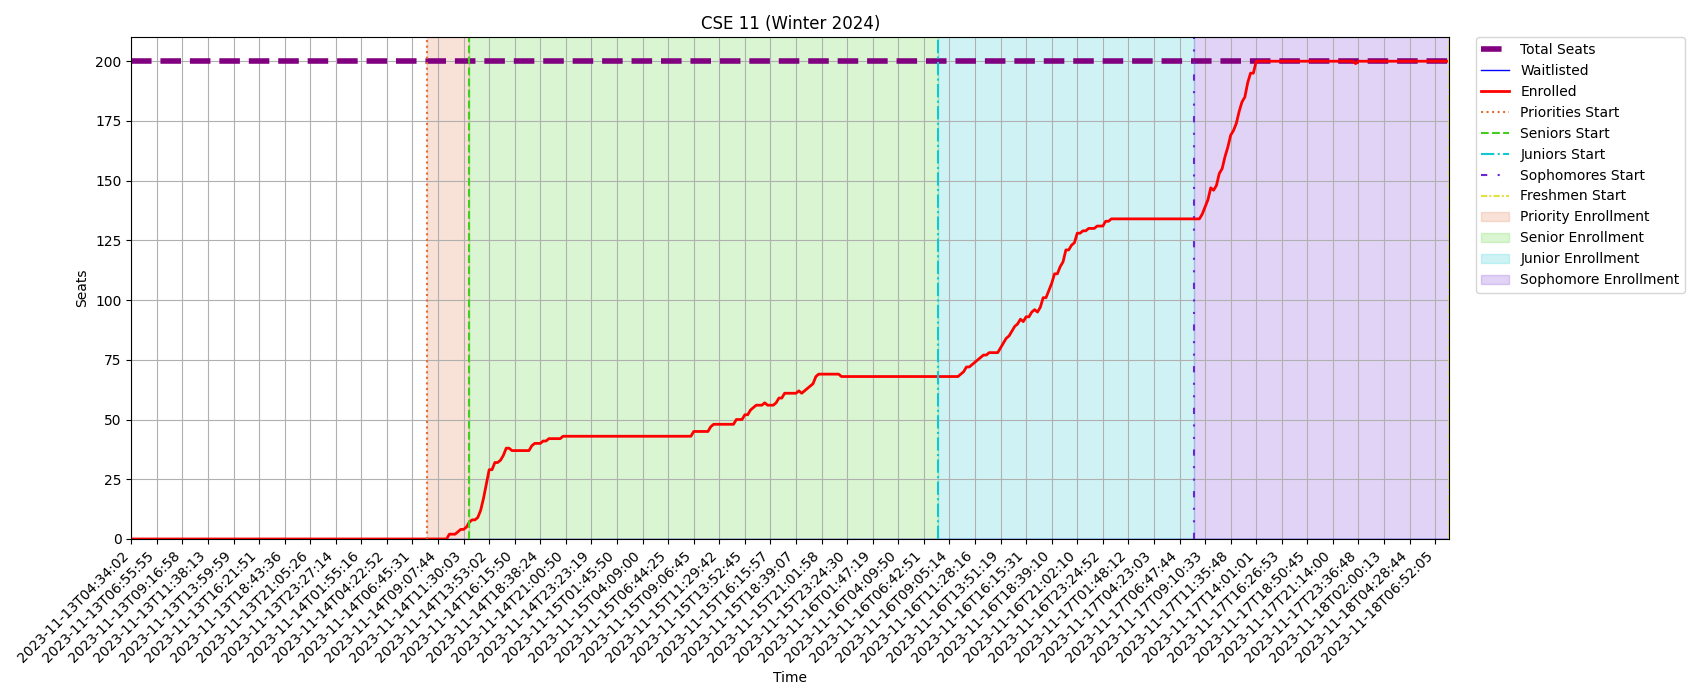 CSE 11 (Winter 2024)
Seats
200
175
150
125
100
75
50
25
0
2023-11-13T04:34:02
2023-11-13T06:55:55
2023-11-13T09:16:58
2023-11-13T11:38:13
2023-11-13T13:59:59
2023-11-13T16:21:51
2023-11-13T18:43:36
2023-11-13T21:05:26
2023-11-13T23:27:14
2023-11-14T01:55:16
2023-11-14T04:22:52
2023-11-14T06:45:31
2023-11-14T09:07:44
2023-11-14T11:30:03
2023-11-14T13:53:02
2023-11-14T16:15:50
2023-11-14T18:38:24
2023-11-14T21:00:50
2023-11-14T23:23:19
2023-11-15T01:45:50
2023-11-15T04:09:00
2023-11-15T06:44:25
2023-11-15T09:06:45
2023-11-15T11:29:42
2023-11-15T13:52:45
2023-11-15T16:15:57
2023-11-15T18:39:07
2023-11-15T21:01:58
2023-11-15T23:24:30
2023-11-16T01:47:19
2023-11-16T04:09:50
2023-11-16T06:42:51
2023-11-16T09:05:14
2023-11-16T11:28:16
2023-11-16T13:51:19
2023-11-16T16:15:31
2023-11-16T18:39:10
2023-11-16T21:02:10
2023-11-16T23:24:52
2023-11-17T01:48:12
2023-11-17T04:23:03
2023-11-17T06:47:44
2023-11-17T09:10:33
2023-11-17T11:35:48
2023-11-17T14:01:01
2023-11-17T16:26:53
2023-11-17T18:50:45
2023-11-17T21:14:00
2023-11-17T23:36:48
2023-11-18T02:00:13
2023-11-18T04:28:44
2023-11-18T06:52:05
Time
Total Seats
Waitlisted
Enrolled
Priorities Start
Seniors Start
Juniors Start
Sophomores Start
Freshmen Start
Priority Enrollment
Senior Enrollment
Junior Enrollment
Sophomore Enrollment